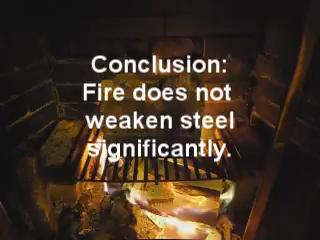 Conclusion:
Fire does not
weaken steel
significantly.